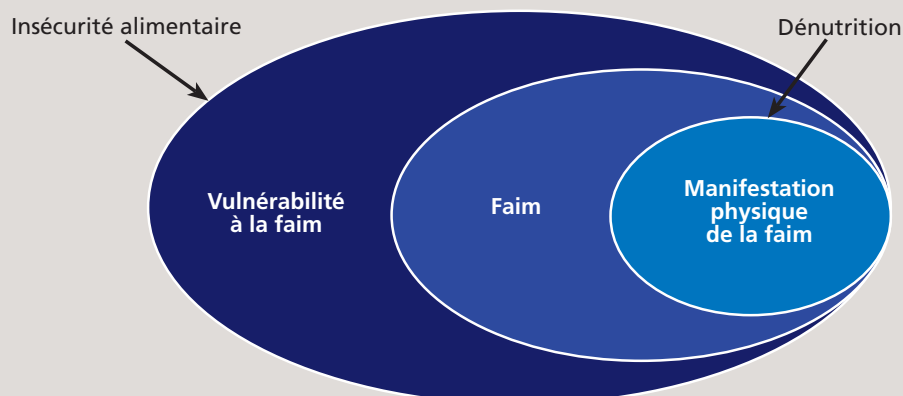 Insécurité alimentaire
Dénutrition
Vulnérabilité
à la faim
Faim
Manifestation
physique
de la faim